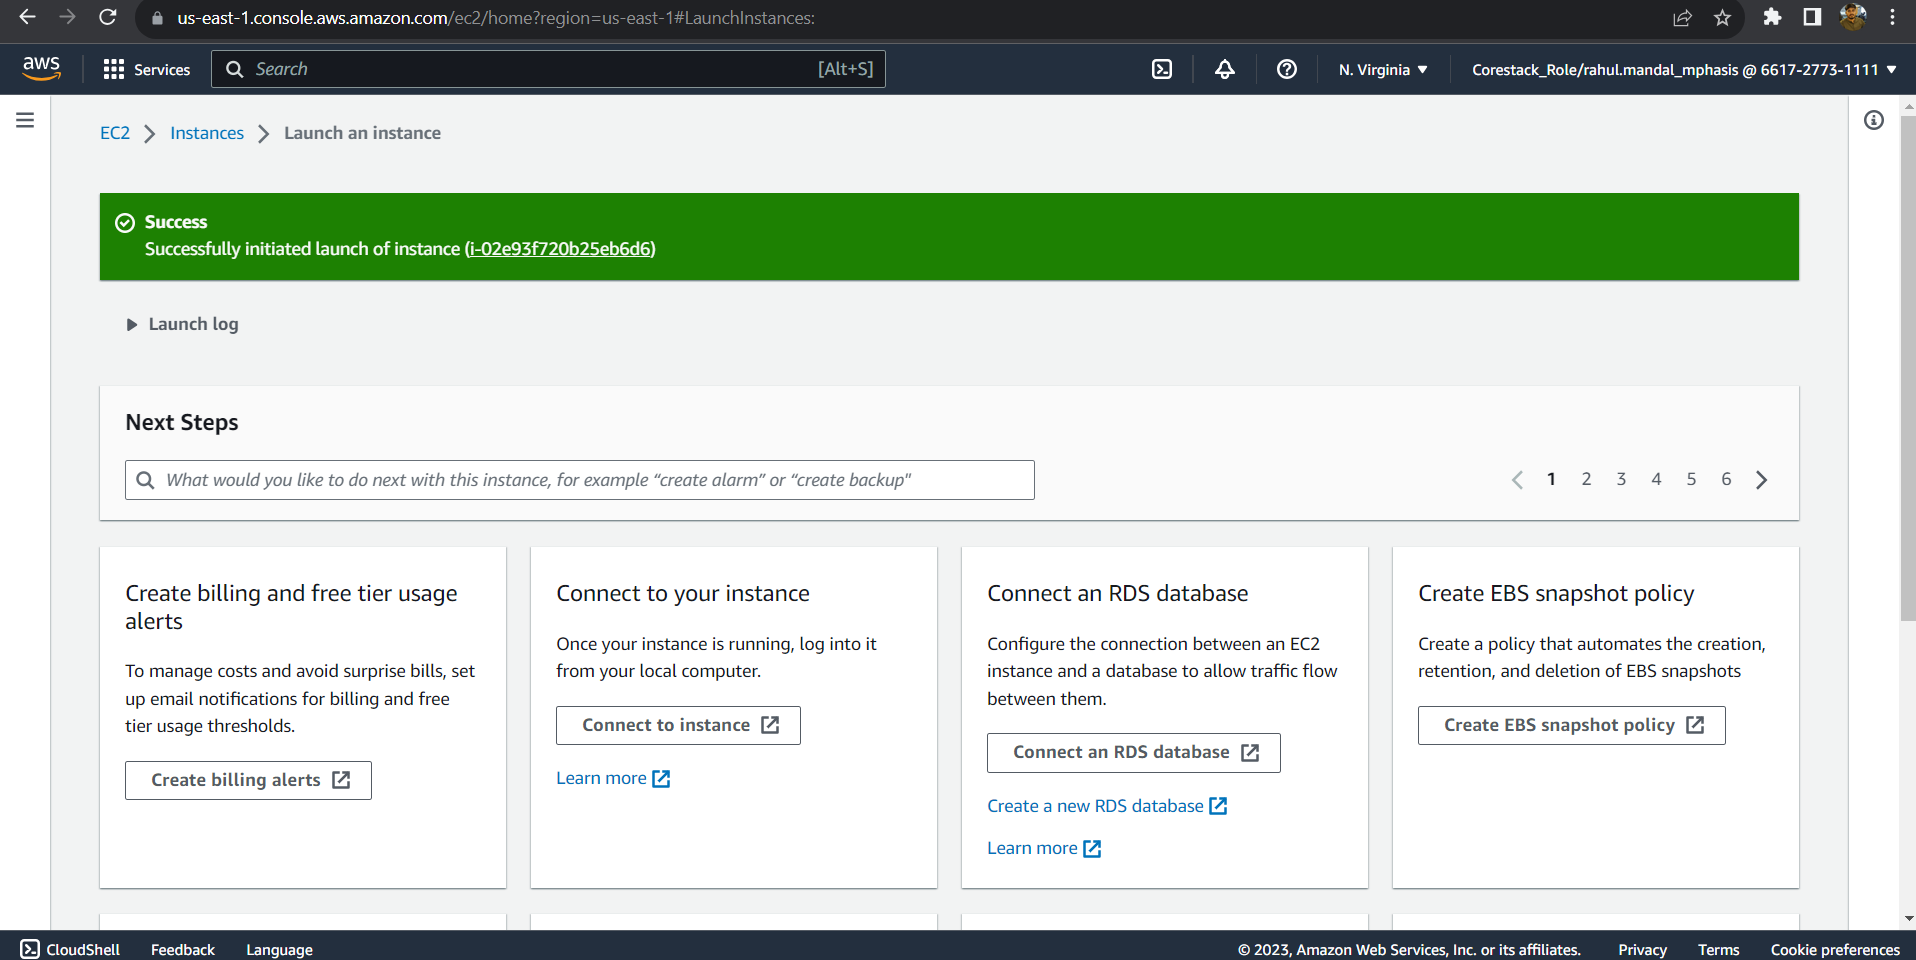 us-east-1.console.aws.amazon.com/ec2/home?region=us-east-1#LaunchInstances:
aws
Services
Search
[Alt+S]
N. Virginia
Corestack_Role/rahul.mandal_mphasis @ 6617-2773-1111
EC2
Instances
Launch an instance
Success
Successfully initiated launch of instance (i-02e93f720b25eb6d6)
Launch log
Next Steps
What would you like to do next with this instance, for example “create alarm” or “create backup"
1 2 3 4 5 6
Create billing and free tier usage
alerts
To manage costs and avoid surprise bills, set
up email notifications for billing and free
tier usage thresholds.
Create billing alerts
Connect to your instance
Once your instance is running, log into it
from your local computer.
Connect to instance
Learn more
Connect an RDS database
Configure the connection between an EC2
instance and a database to allow traffic flow
between them.
Connect an RDS database
Create a new RDS database
Learn more
Create EBS snapshot policy
Create a policy that automates the creation,
retention, and deletion of EBS snapshots
Create EBS snapshot policy
CloudShell
Feedback
Language
© 2023, Amazon Web Services, Inc. or its affiliates.
Privacy
Terms
Cookie preferences